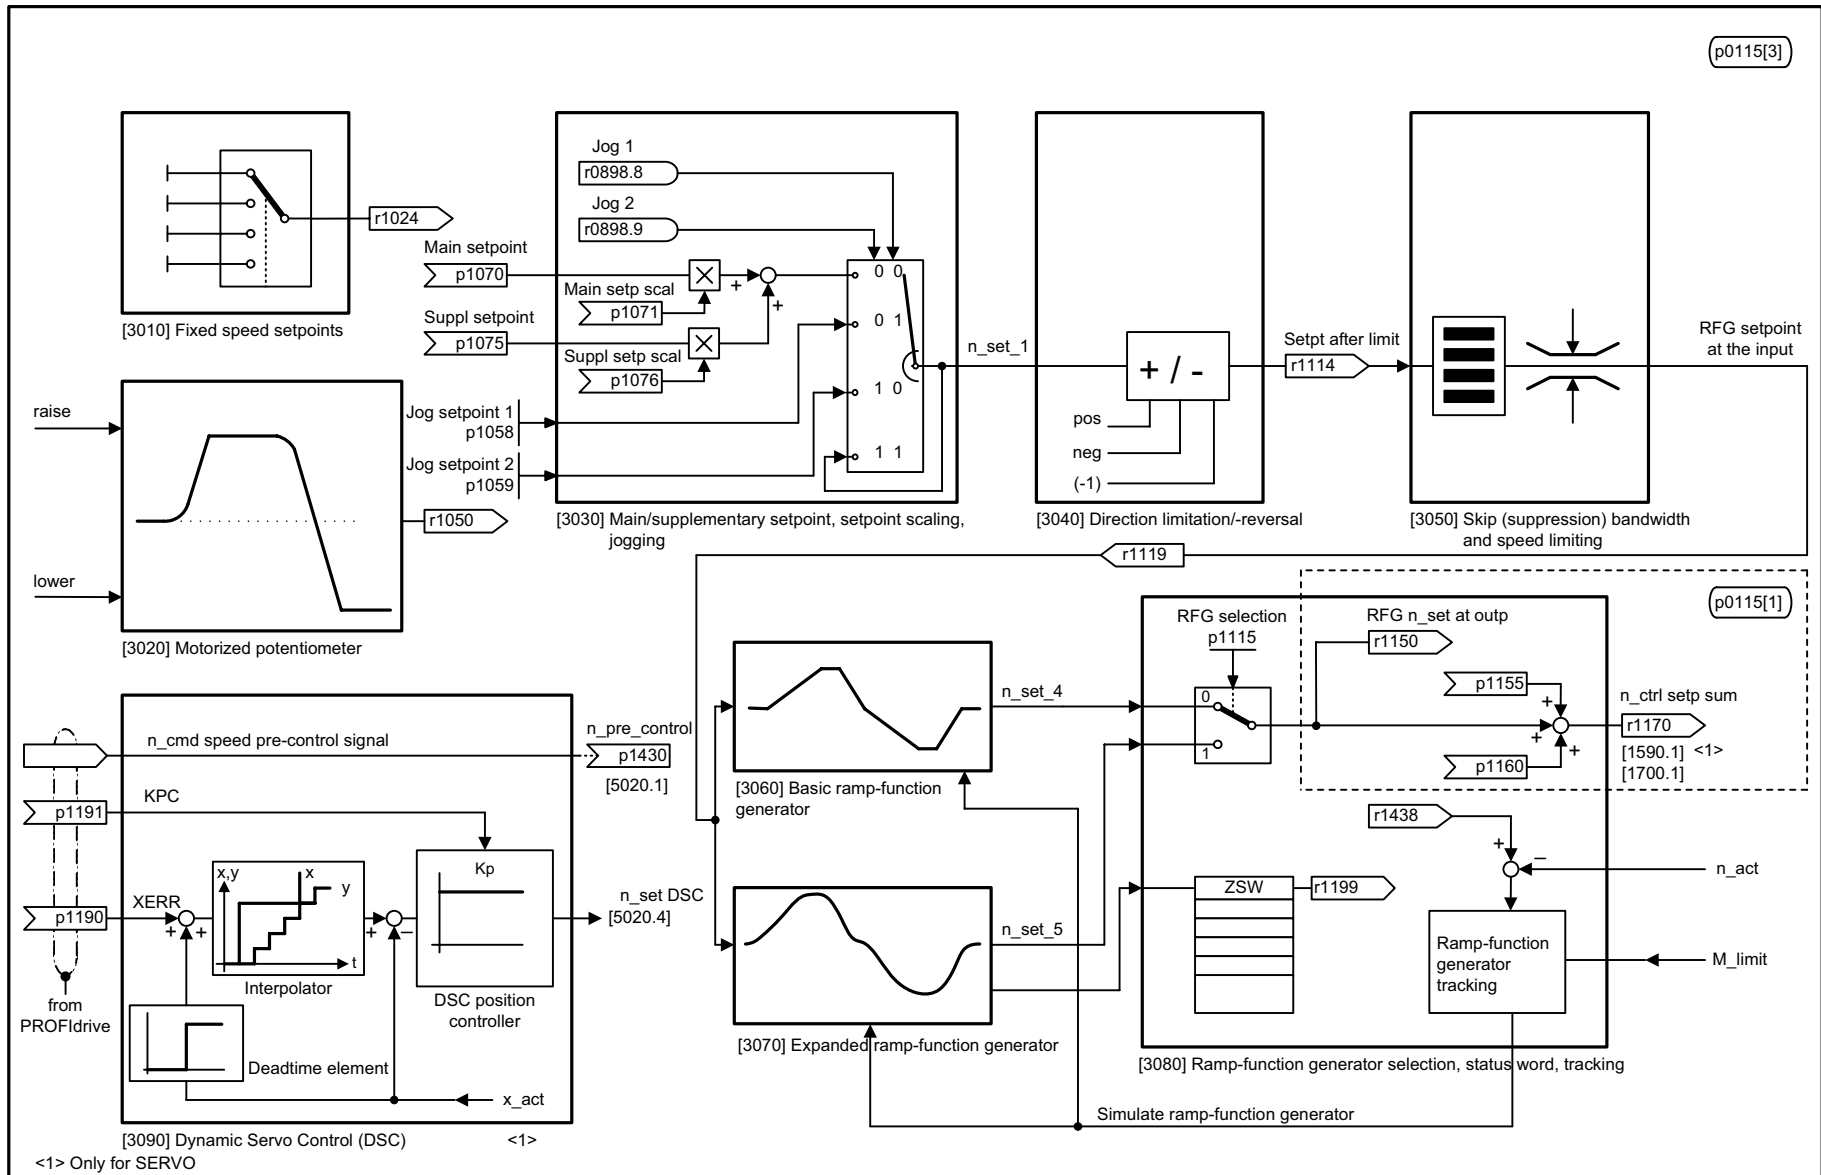 p0115[3]
r1024
[3010] Fixed speed setpoints
raise
lower
r1050
[3020] Motorized potentiometer
Jog 1
r0898.8
Jog 2
r0898.9
Main setpoint
p1070
Main setp scal
p1071
Suppl setpoint
p1075
Suppl setp scal
p1076
Jog setpoint 1
p1058
Jog setpoint 2
p1059
+
+
0 0
0 1
1 0
1 1
n_set_1
[3030] Main/supplementary setpoint, setpoint scaling,
jogging
+ / -
pos
neg
(-1)
[3040] Direction limitation/-reversal
Setpt after limit
r1114
[3050] Skip (suppression) bandwidth
and speed limiting
RFG setpoint
at the input
r1119
p0115[1]
n_cmd speed pre-control signal
n_pre_control
p1430
[5020.1]
p1191
KPC
p1190
XERR
+
+
x,y
x
y
t
Interpolator
+
–
Kp
DSC position
controller
n_set DSC
[5020.4]
from
PROFIdrive
Deadtime element
x_act
[3090] Dynamic Servo Control (DSC)
<1>
<1> Only for SERVO
n_set_4
[3060] Basic ramp-function
generator
n_set_5
[3070] Expanded ramp-function generator
RFG selection
p1115
0
1
RFG n_set at outp
r1150
p1155
+
+
+
p1160
n_ctrl setp sum
r1170
[1590.1] <1>
[1700.1]
r1438
+
–
n_act
ZSW
r1199
Ramp-function
generator
tracking
M_limit
[3080] Ramp-function generator selection, status word, tracking
Simulate ramp-function generator